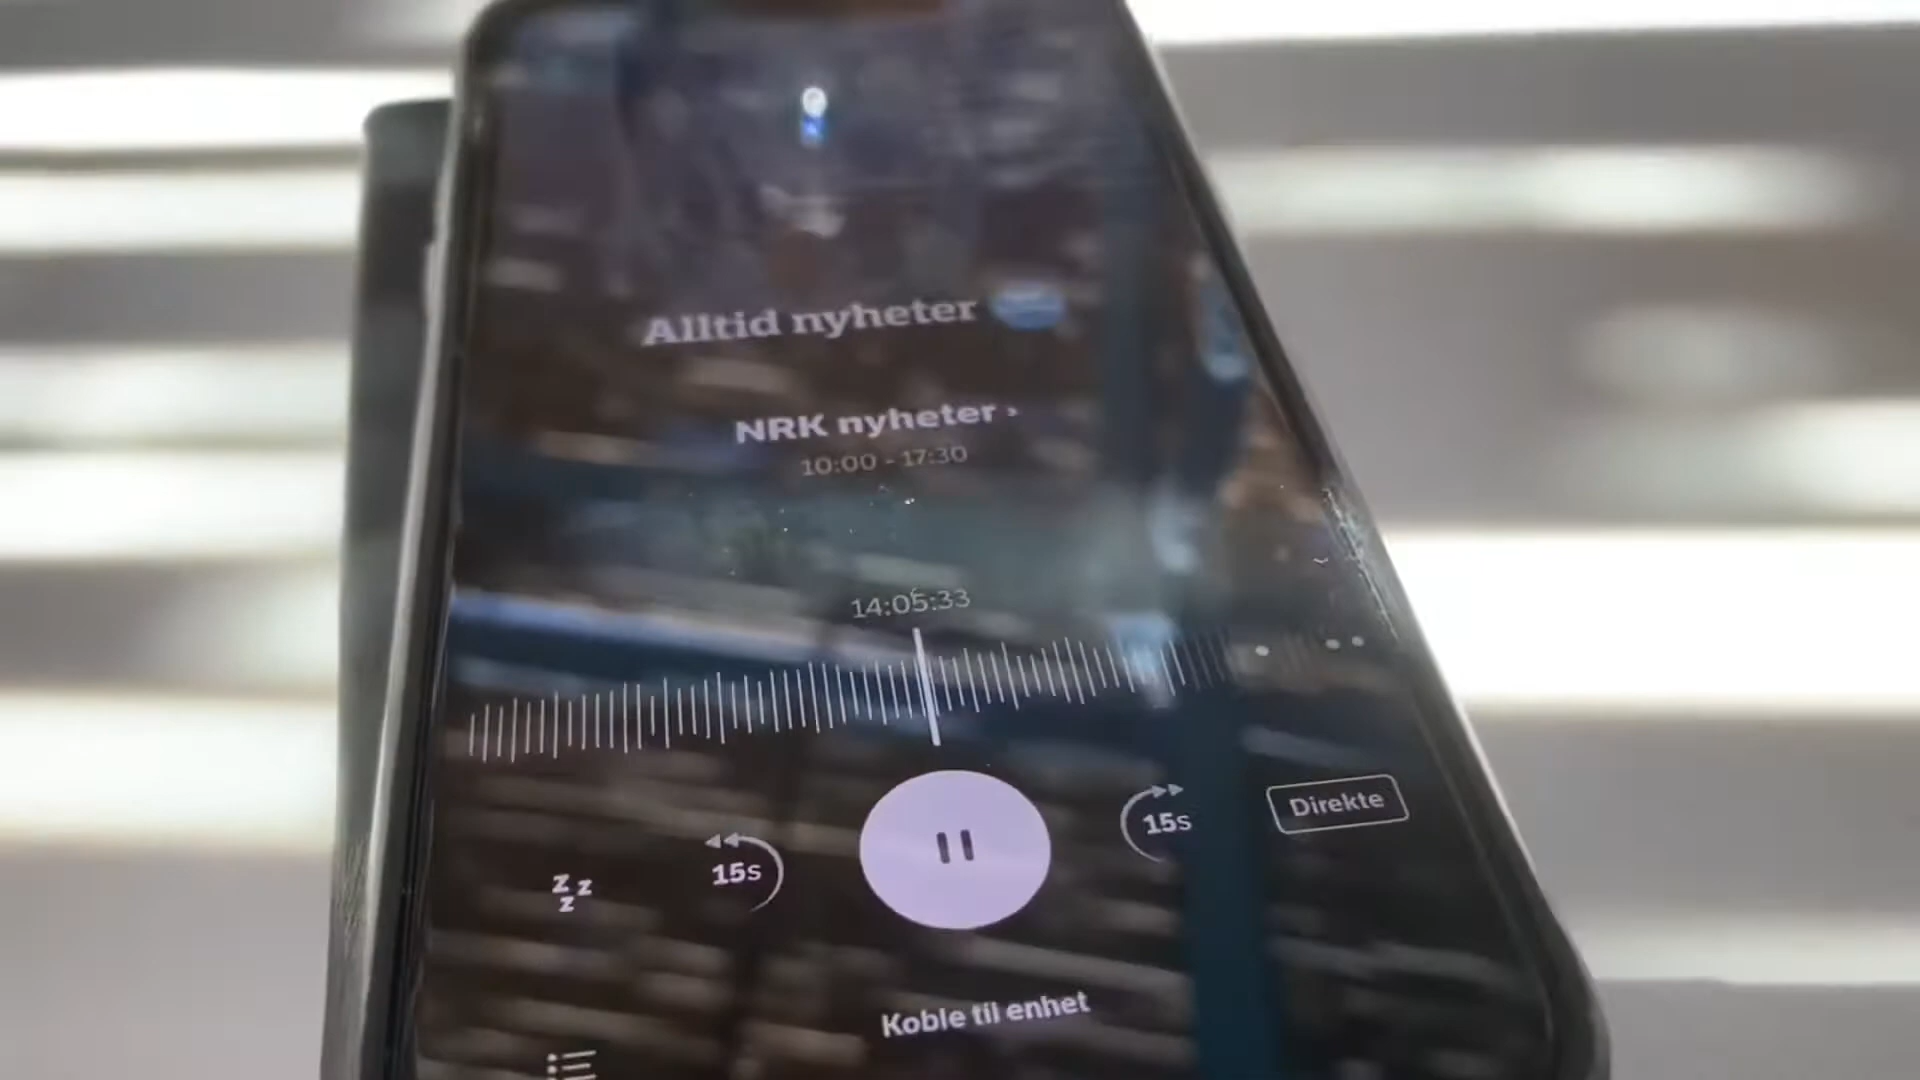 Alltid nyheter
NRK nyheter ›
10:00 - 17:30
14:05:33
15s
15s
Direkte
z z
z
Koble til enhet